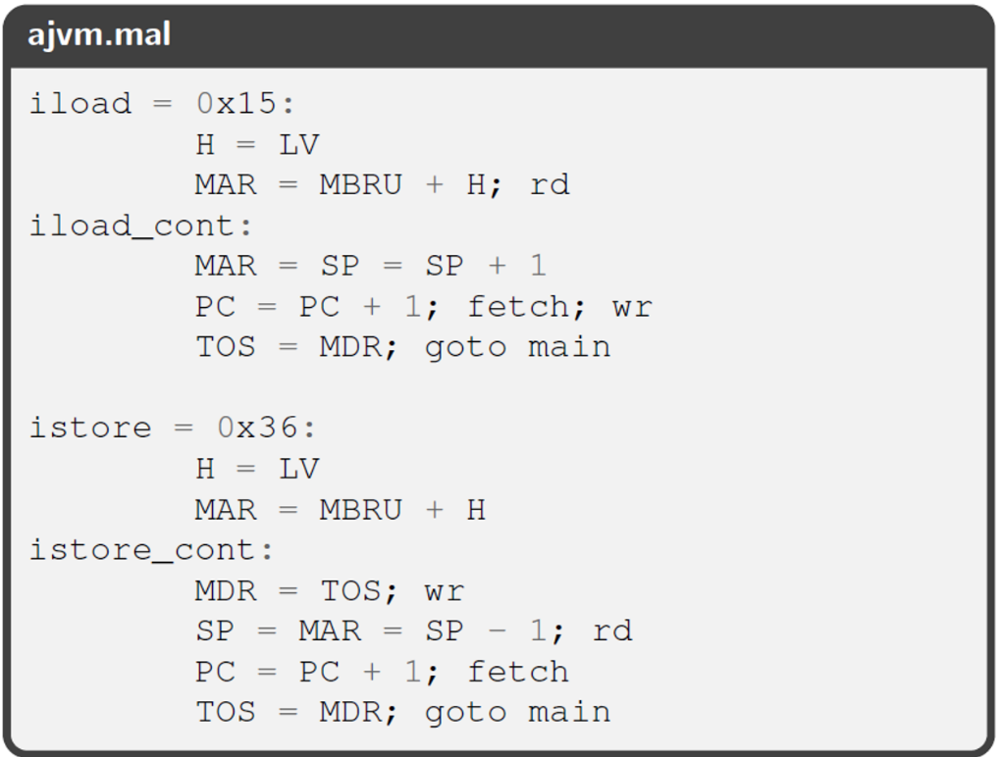 ajvm.mal
iload = 0x15:
H = LV
MAR = MBRU + H; rd
iload_cont:
MAR = SP = SP + 1
PC = PC + 1; fetch; wr
TOS = MDR; goto main
istore = 0x36:
H = LV
MAR = MBRU + H
istore_cont:
MDR = TOS; wr
SP = MAR = SP - 1; rd
PC = PC + 1; fetch
TOS = MDR; goto main